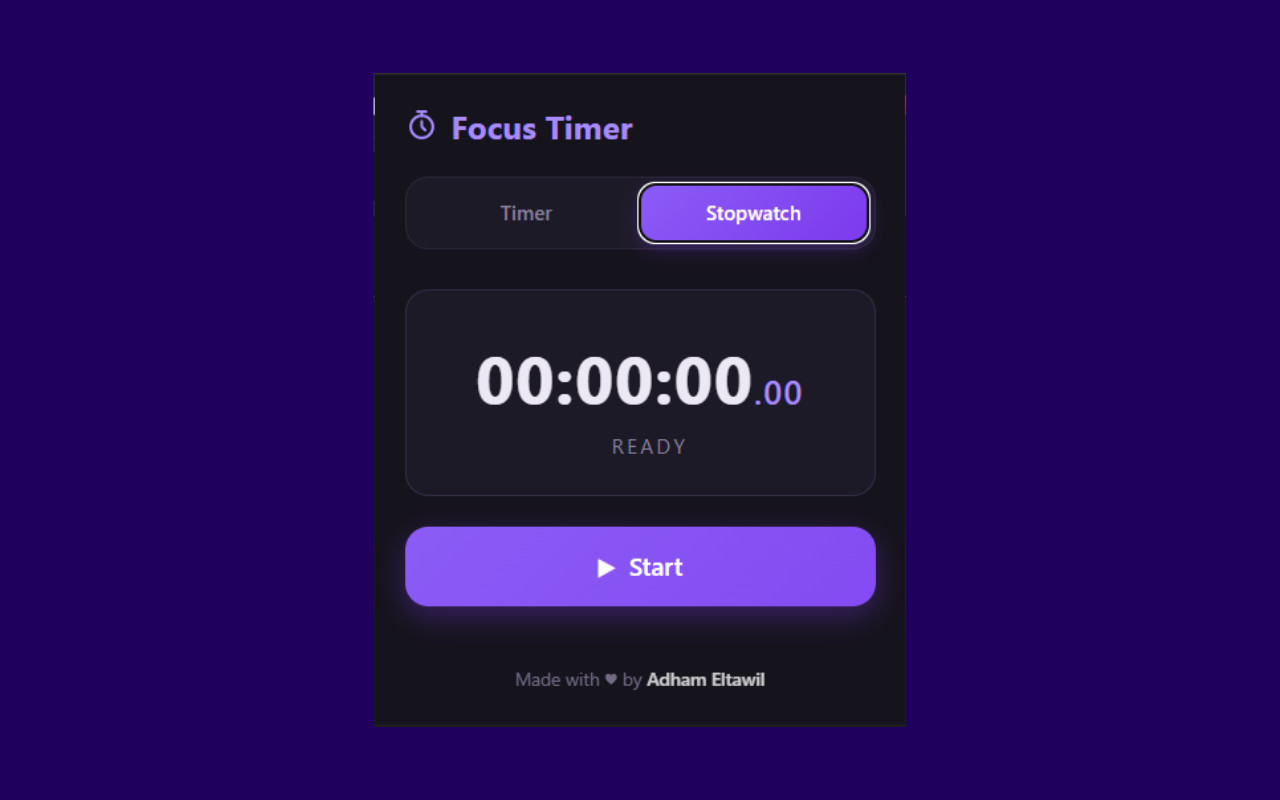 Focus Timer
Timer Stopwatch
00:00:00.00
READY
Start
Made with ♥ by Adham Eltawil